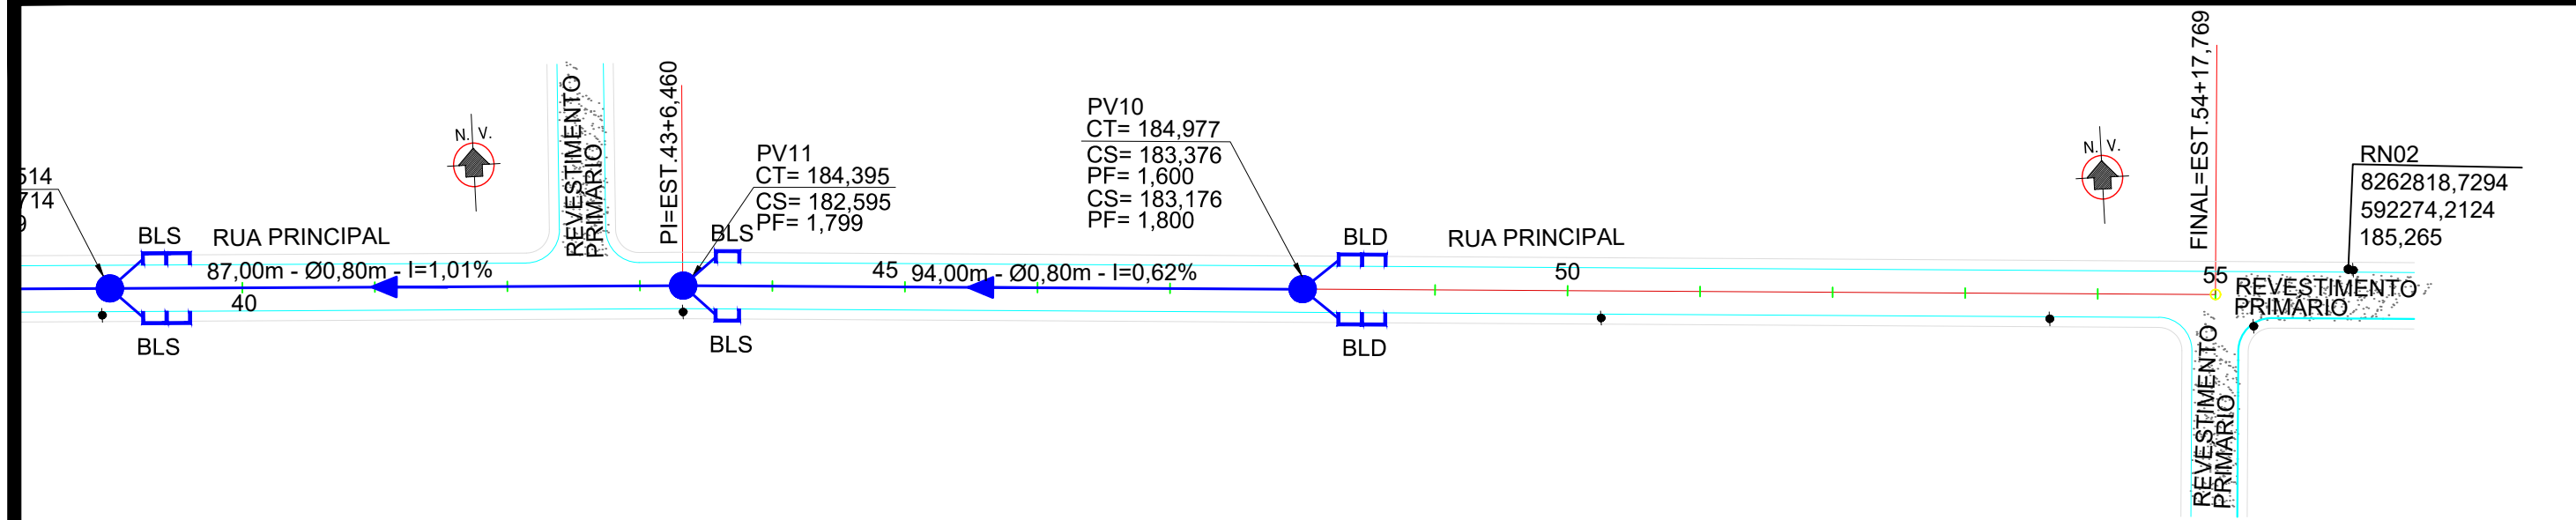 514
714
9
BLS
RUA PRINCIPAL
87,00m - Ø0,80m - I=1,01%
40
BLS
N. V.
REVESTIMENTO
PRIMÁRIO
PI=EST.43+6,460
PV11
CT= 184,395
CS= 182,595
PF= 1,799
BLS
BLS
45
94,00m - Ø0,80m - I=0,62%
PV10
CT= 184,977
CS= 183,376
PF= 1,600
CS= 183,176
PF= 1,800
BLD
BLD
RUA PRINCIPAL
50
N. V.
FINAL=EST.54+17,769
55
REVESTIMENTO
PRIMÁRIO
REVESTIMENTO
PRIMÁRIO
RN02
8262818,7294
592274,2124
185,265